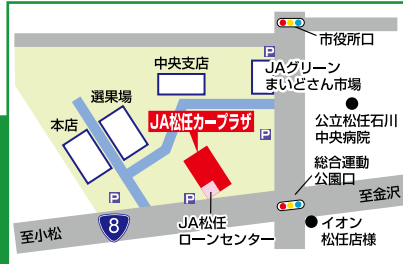 市役所口
P
中央支店
JAグリーン
まいどさん市場
選果場
公立松任石川
中央病院
本店
JA松任カープラザ
P
総合運動
公園口
至金沢
P
P
8
JA松任
ローンセンター
イオン
松任店様
至小松